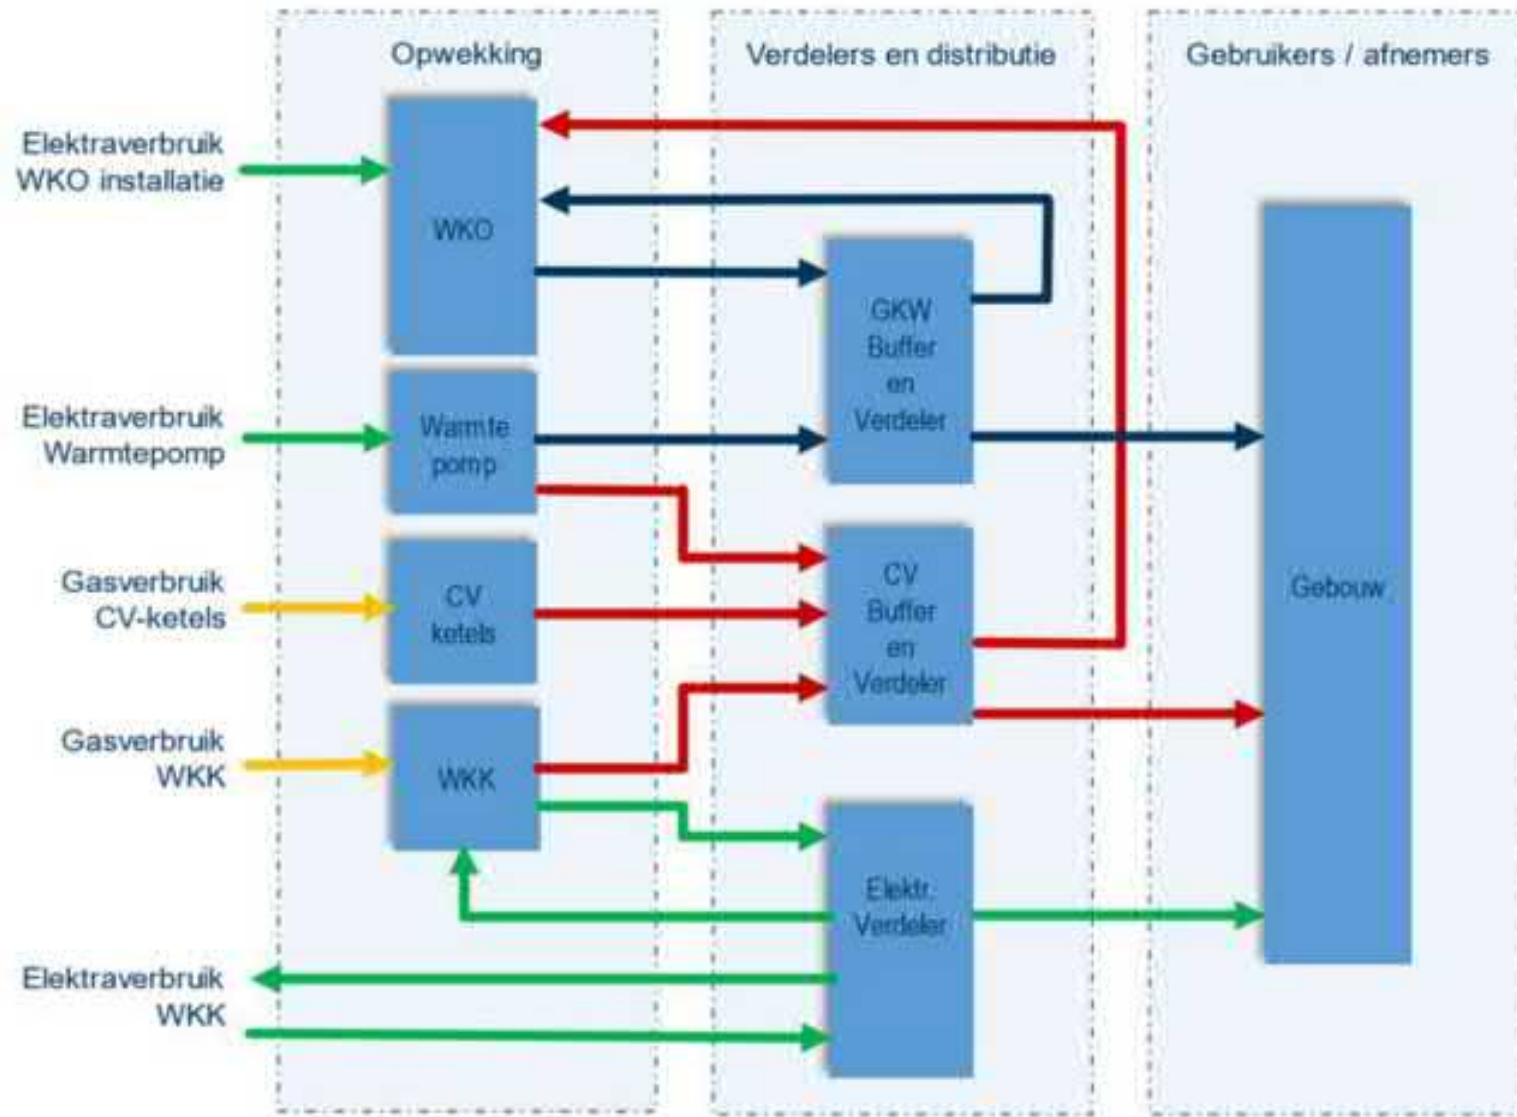 Opwekking
Verdelers en distributie
Gebruikers / afnemers
Elektraverbruik
WKO installatie
WKO
GKW
Buffer
en
Verdeler
Elektraverbruik
Warmtepomp
Warmte
pomp
Gasverbruik
CV-ketels
CV
ketels
CV
Buffer
en
Verdeler
Gebouw
Gasverbruik
WKK
WKK
Elektr.
Verdeler
Elektraverbruik
WKK